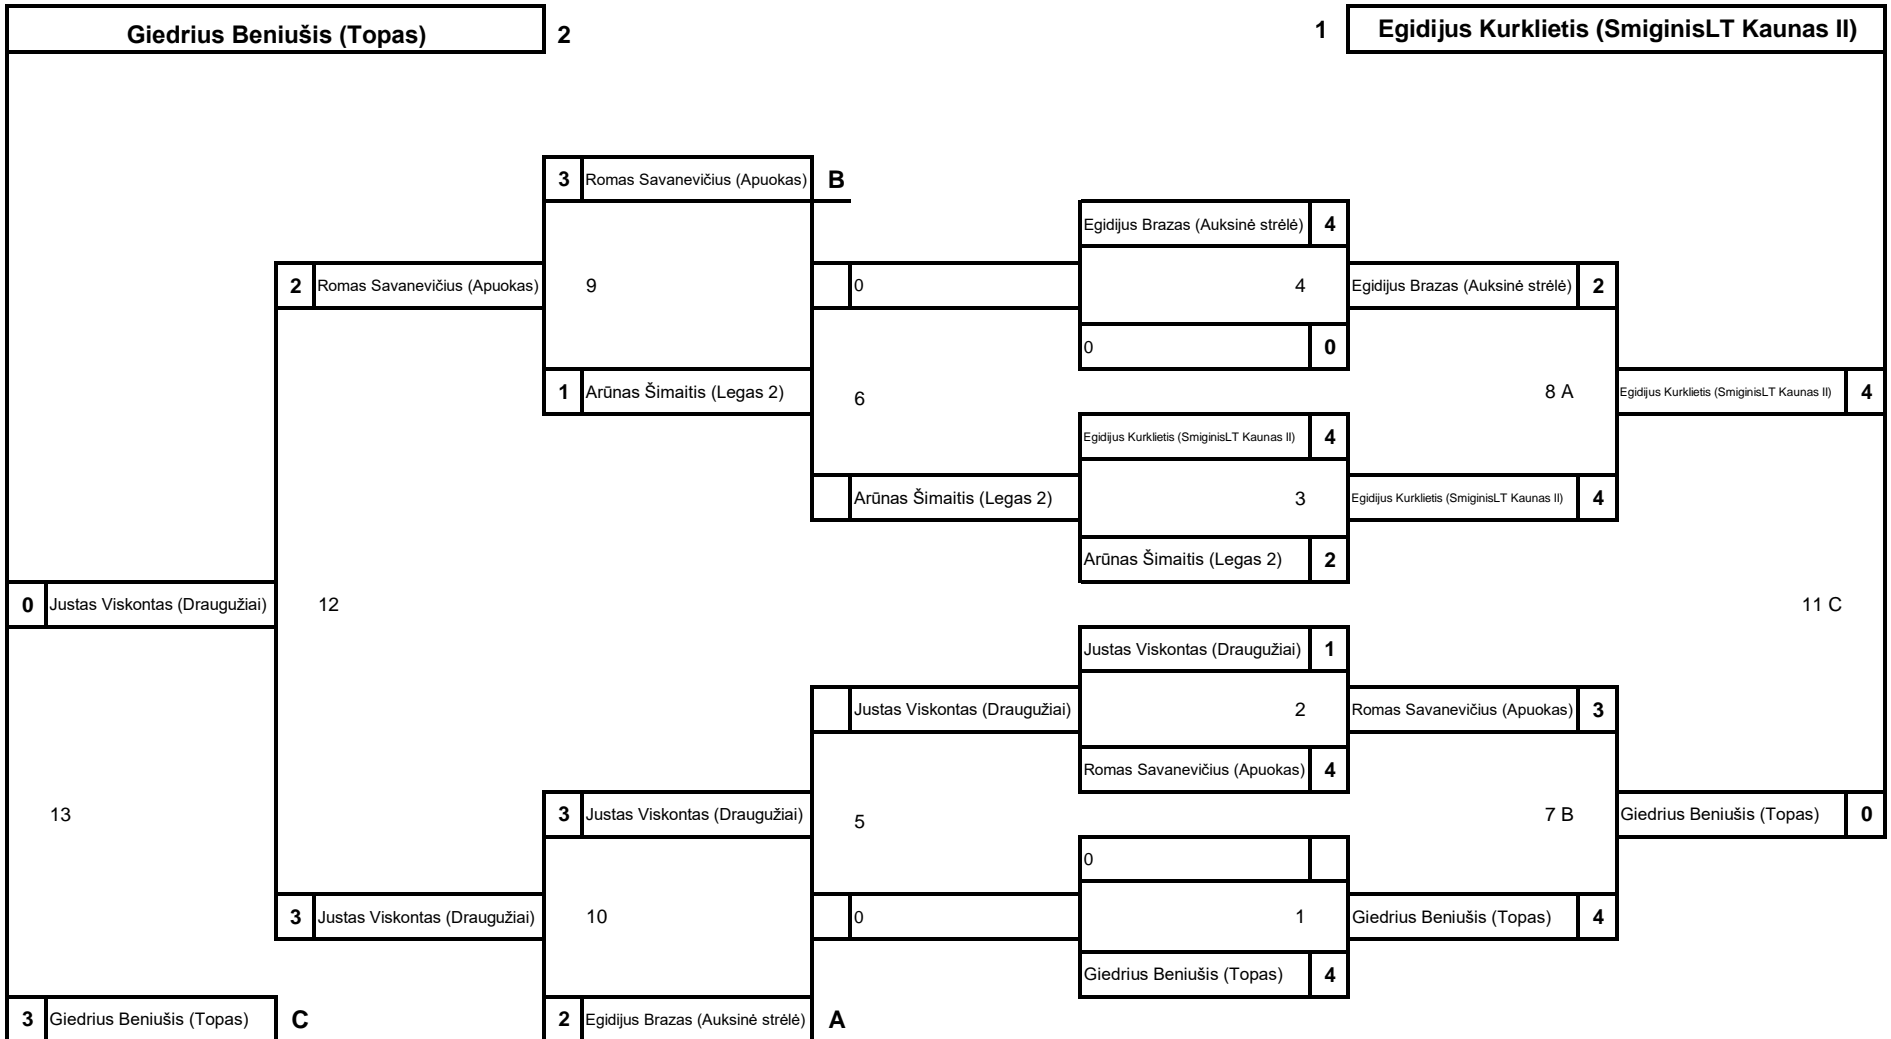 Giedrius Beniušis (Topas) 2 1 Egidijus Kurklietis (SmiginisLT Kaunas II)
3 Romas Savanevičius (Apuokas) B
Egidijus Brazas (Auksinė strėlė) 4
2 Romas Savanevičius (Apuokas) 9 0 4 Egidijus Brazas (Auksinė strėlė) 2
0 0
1 Arūnas Šimaitis (Legas 2) 6 8 A Egidijus Kurklietis (SmiginisLT Kaunas II) 4
Egidijus Kurklietis (SmiginisLT Kaunas II) 4
Arūnas Šimaitis (Legas 2) 3 Egidijus Kurklietis (SmiginisLT Kaunas II) 4
Arūnas Šimaitis (Legas 2) 2
0 Justas Viskontas (Draugužiai) 12 11 C
Justas Viskontas (Draugužiai) 1
Justas Viskontas (Draugužiai) 2 Romas Savanevičius (Apuokas) 3
Romas Savanevičius (Apuokas) 4
13 3 Justas Viskontas (Draugužiai) 5 7 B Giedrius Beniušis (Topas) 0
0
3 Justas Viskontas (Draugužiai) 10 0 1 Giedrius Beniušis (Topas) 4
Giedrius Beniušis (Topas) 4
3 Giedrius Beniušis (Topas) C 2 Egidijus Brazas (Auksinė strėlė) A